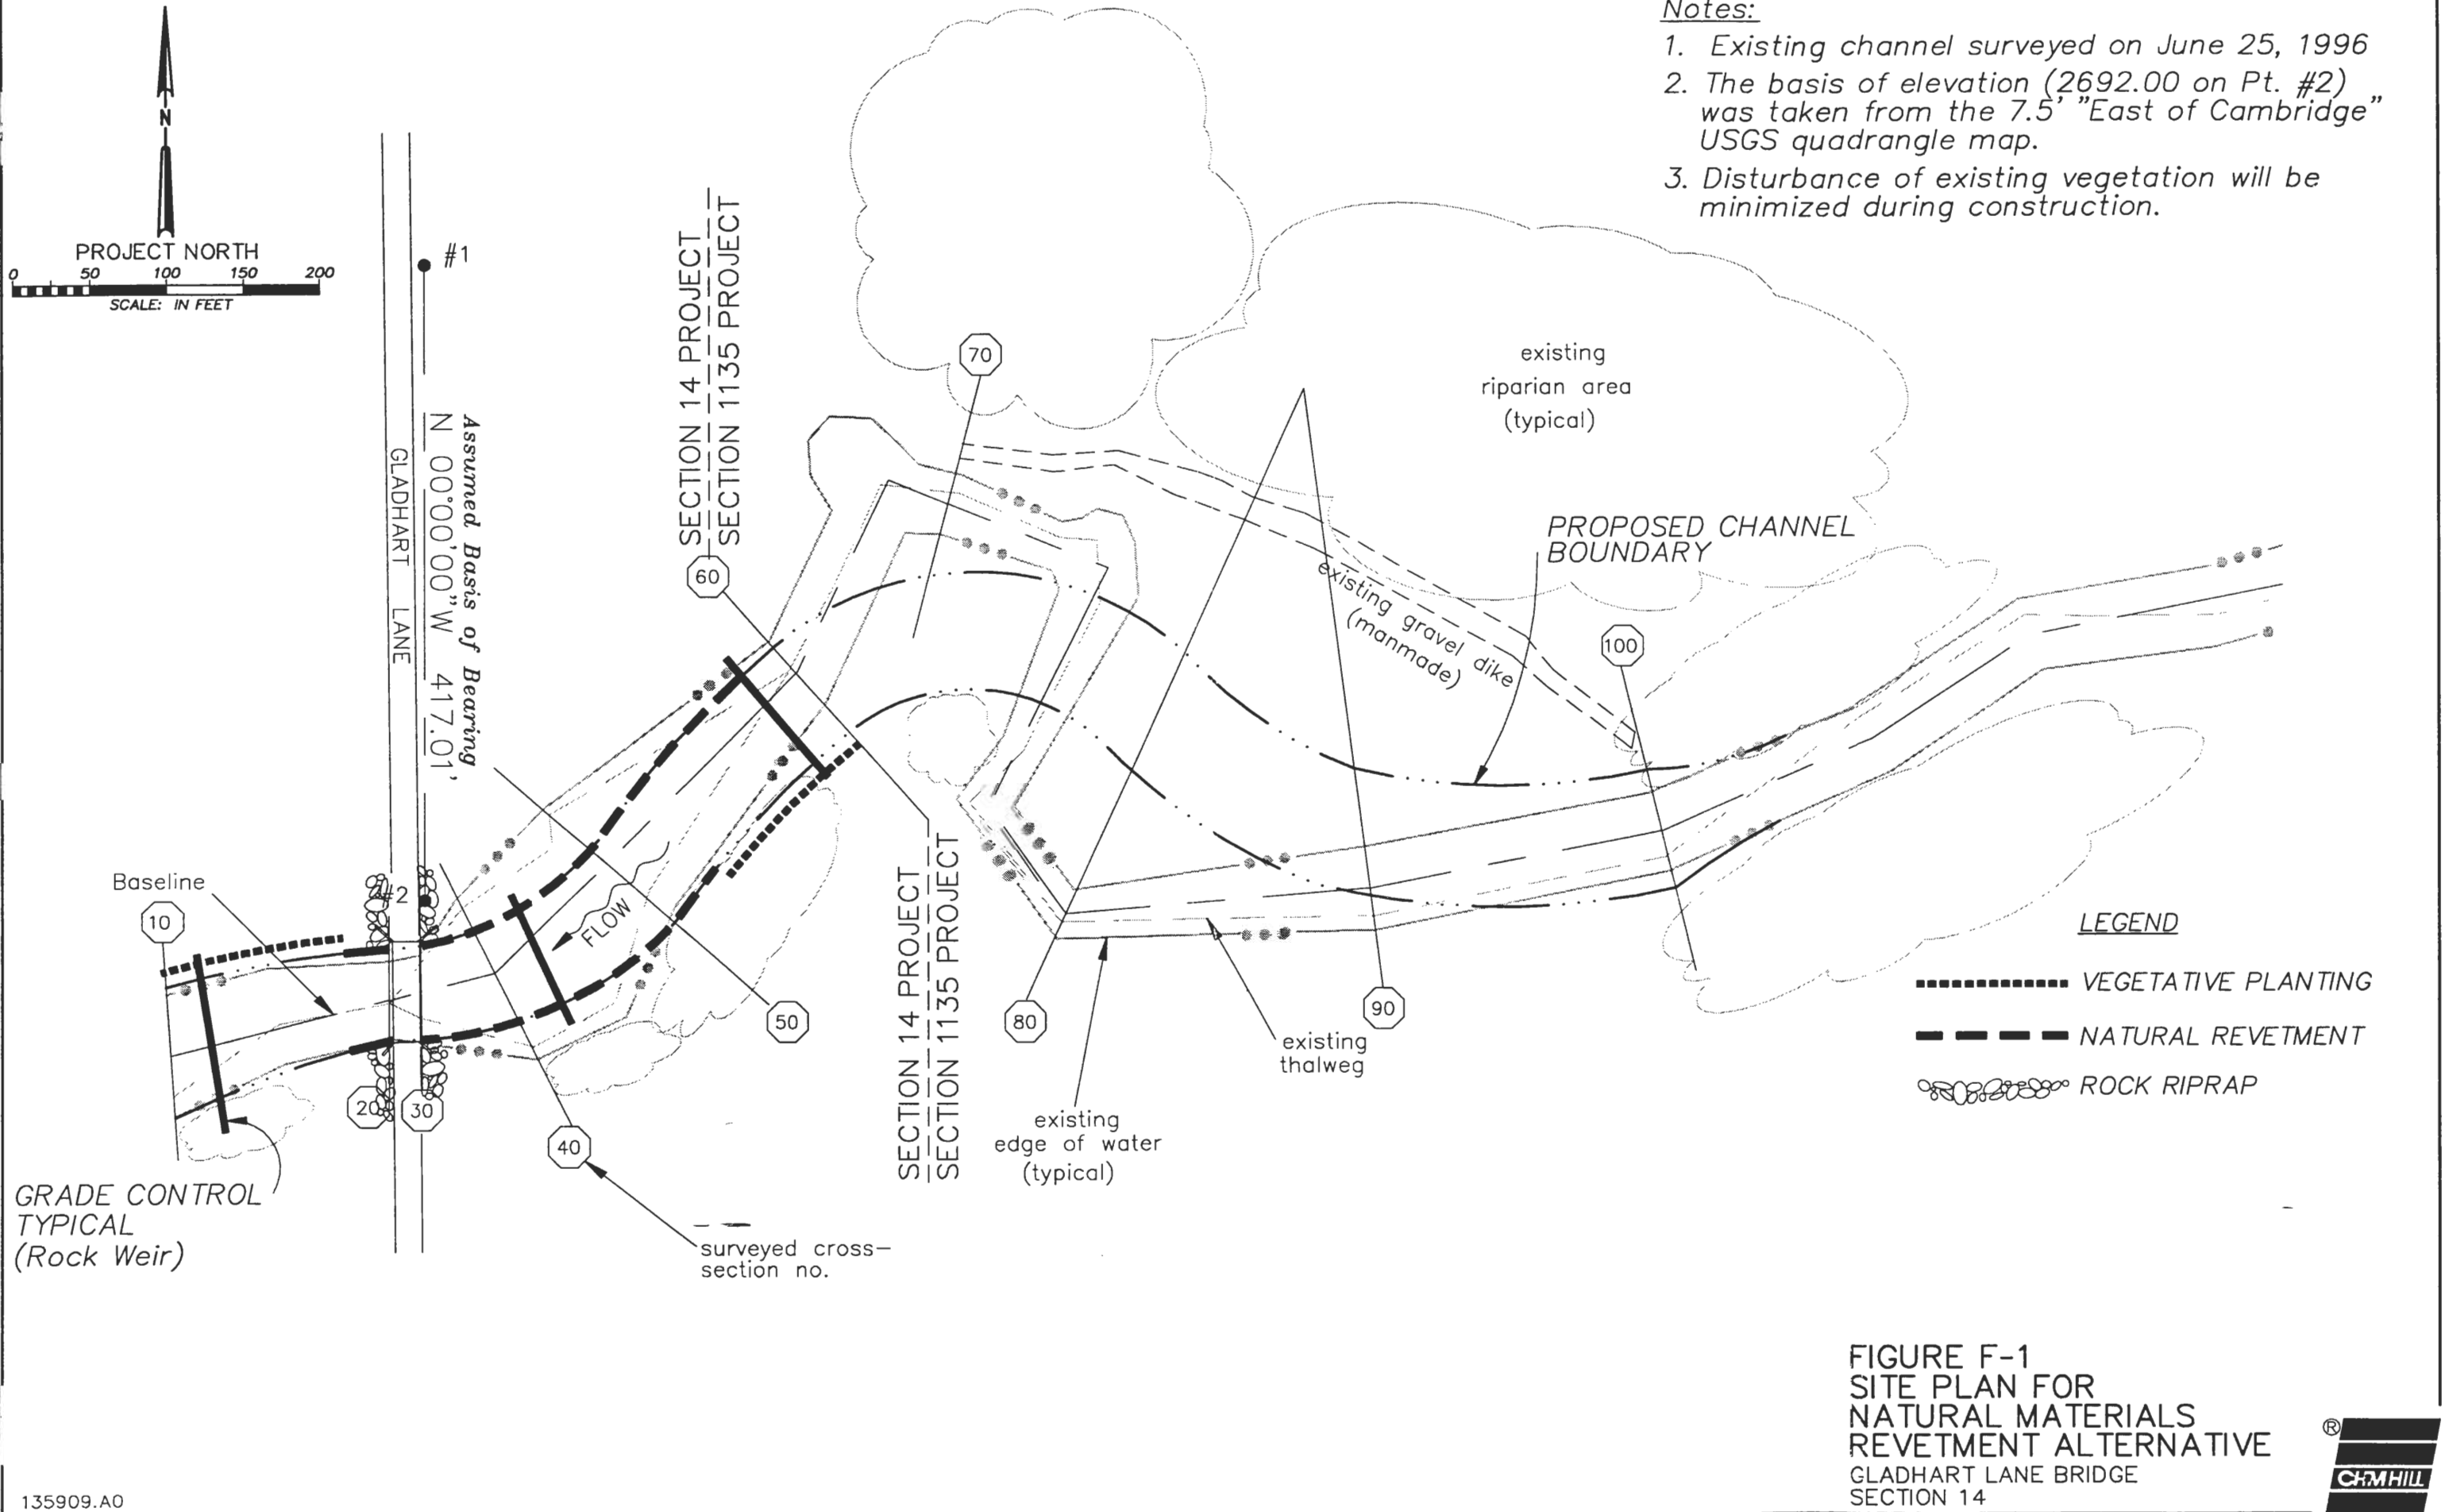 Notes:
1. Existing channel surveyed on June 25, 1996
2. The basis of elevation (2692.00 on Pt. #2)
was taken from the 7.5' "East of Cambridge"
USGS quadrangle map.
3. Disturbance of existing vegetation will be
minimized during construction.
N
PROJECT NORTH
0 50 100 150 200
SCALE: IN FEET
#1
SECTION 14 PROJECT
SECTION 1135 PROJECT
70
existing
riparian area
(typical)
Assumed Basis of Bearing
N 00°00'00"W 417.01'
GLADHART LANE
PROPOSED CHANNEL
BOUNDARY
60
existing gravel dike
(manmade)
100
Baseline
#2
10
FLOW
SECTION 14 PROJECT
SECTION 1135 PROJECT
50
80
90
existing
thalweg
LEGEND
VEGETATIVE PLANTING
NATURAL REVETMENT
ROCK RIPRAP
20
30
40
existing
edge of water
(typical)
GRADE CONTROL
TYPICAL
(Rock Weir)
surveyed cross-
section no.
FIGURE F-1
SITE PLAN FOR
NATURAL MATERIALS
REVETMENT ALTERNATIVE
GLADHART LANE BRIDGE
SECTION 14
®
CH2M HILL
135909.A0